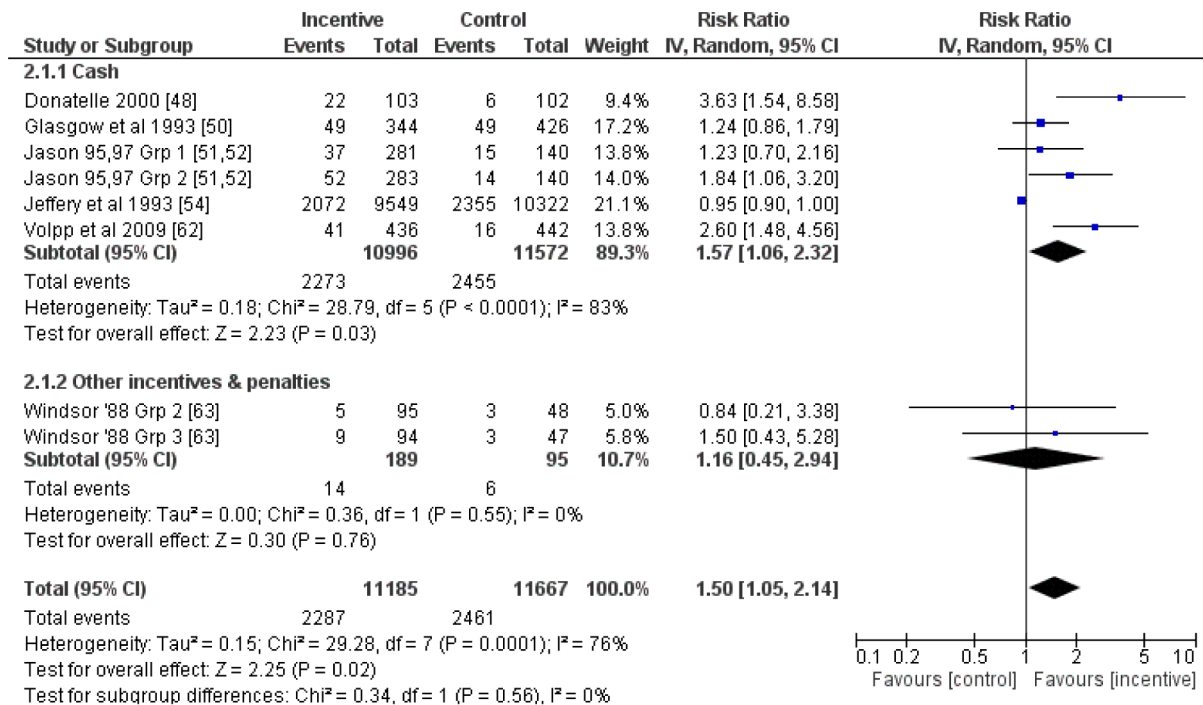 Incentive Control Risk Ratio Risk Ratio
Study or Subgroup Events Total Events Total Weight IV, Random, 95% CI IV, Random, 95% CI
2.1.1 Cash
Donatelle 2000 [48] 22 103 6 102 9.4% 3.63 [1.54, 8.58]
Glasgow et al 1993 [50] 49 344 49 426 17.2% 1.24 [0.86, 1.79]
Jason 95,97 Grp 1 [51,52] 37 281 15 140 13.8% 1.23 [0.70, 2.16]
Jason 95,97 Grp 2 [51,52] 52 283 14 140 14.0% 1.84 [1.06, 3.20]
Jeffery et al 1993 [54] 2072 9549 2355 10322 21.1% 0.95 [0.90, 1.00]
Volpp et al 2009 [62] 41 436 16 442 13.8% 2.60 [1.48, 4.56]
Subtotal (95% CI) 10996 11572 89.3% 1.57 [1.06, 2.32]
Total events 2273 2455
Heterogeneity: Tau² = 0.18; Chi² = 28.79, df = 5 (P < 0.0001); I² = 83%
Test for overall effect: Z = 2.23 (P = 0.03)
2.1.2 Other incentives & penalties
Windsor '88 Grp 2 [63] 5 95 3 48 5.0% 0.84 [0.21, 3.38]
Windsor '88 Grp 3 [63] 9 94 3 47 5.8% 1.50 [0.43, 5.28]
Subtotal (95% CI) 189 95 10.7% 1.16 [0.45, 2.94]
Total events 14 6
Heterogeneity: Tau² = 0.00; Chi² = 0.36, df = 1 (P = 0.55); I² = 0%
Test for overall effect: Z = 0.30 (P = 0.76)
Total (95% CI) 11185 11667 100.0% 1.50 [1.05, 2.14]
Total events 2287 2461
Heterogeneity: Tau² = 0.15; Chi² = 29.28, df = 7 (P = 0.0001); I² = 76%
Test for overall effect: Z = 2.25 (P = 0.02)
Test for subgroup differences: Chi² = 0.34, df = 1 (P = 0.56), I² = 0%
0.1 0.2 0.5 1 2 5 10
Favours [control] Favours [incentive]